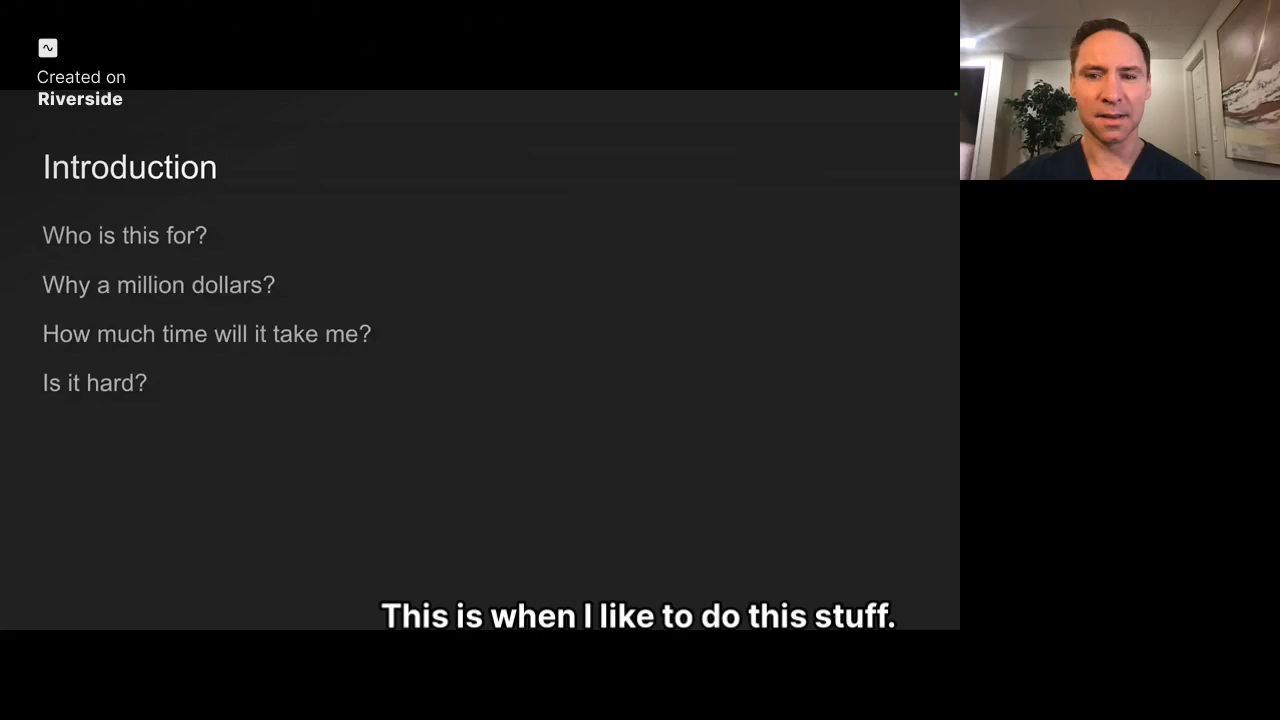 Created on
Riverside
Introduction
Who is this for?
Why a million dollars?
How much time will it take me?
Is it hard?
This is when I like to do this stuff.